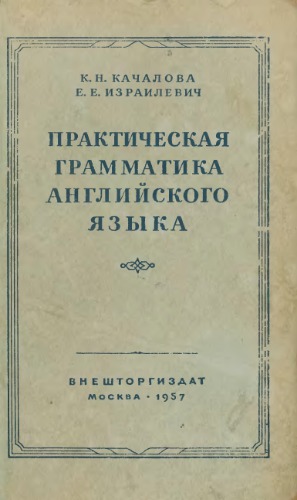 К. Н. КАЧАЛОВА
Е. Е. ИЗРАИЛЕВИЧ
ПРАКТИЧЕСКАЯ
ГРАММАТИКА
АНГЛИЙСКОГО
ЯЗЫКА
ВНЕШТОРГИЗДАТ
МОСКВА · 1957